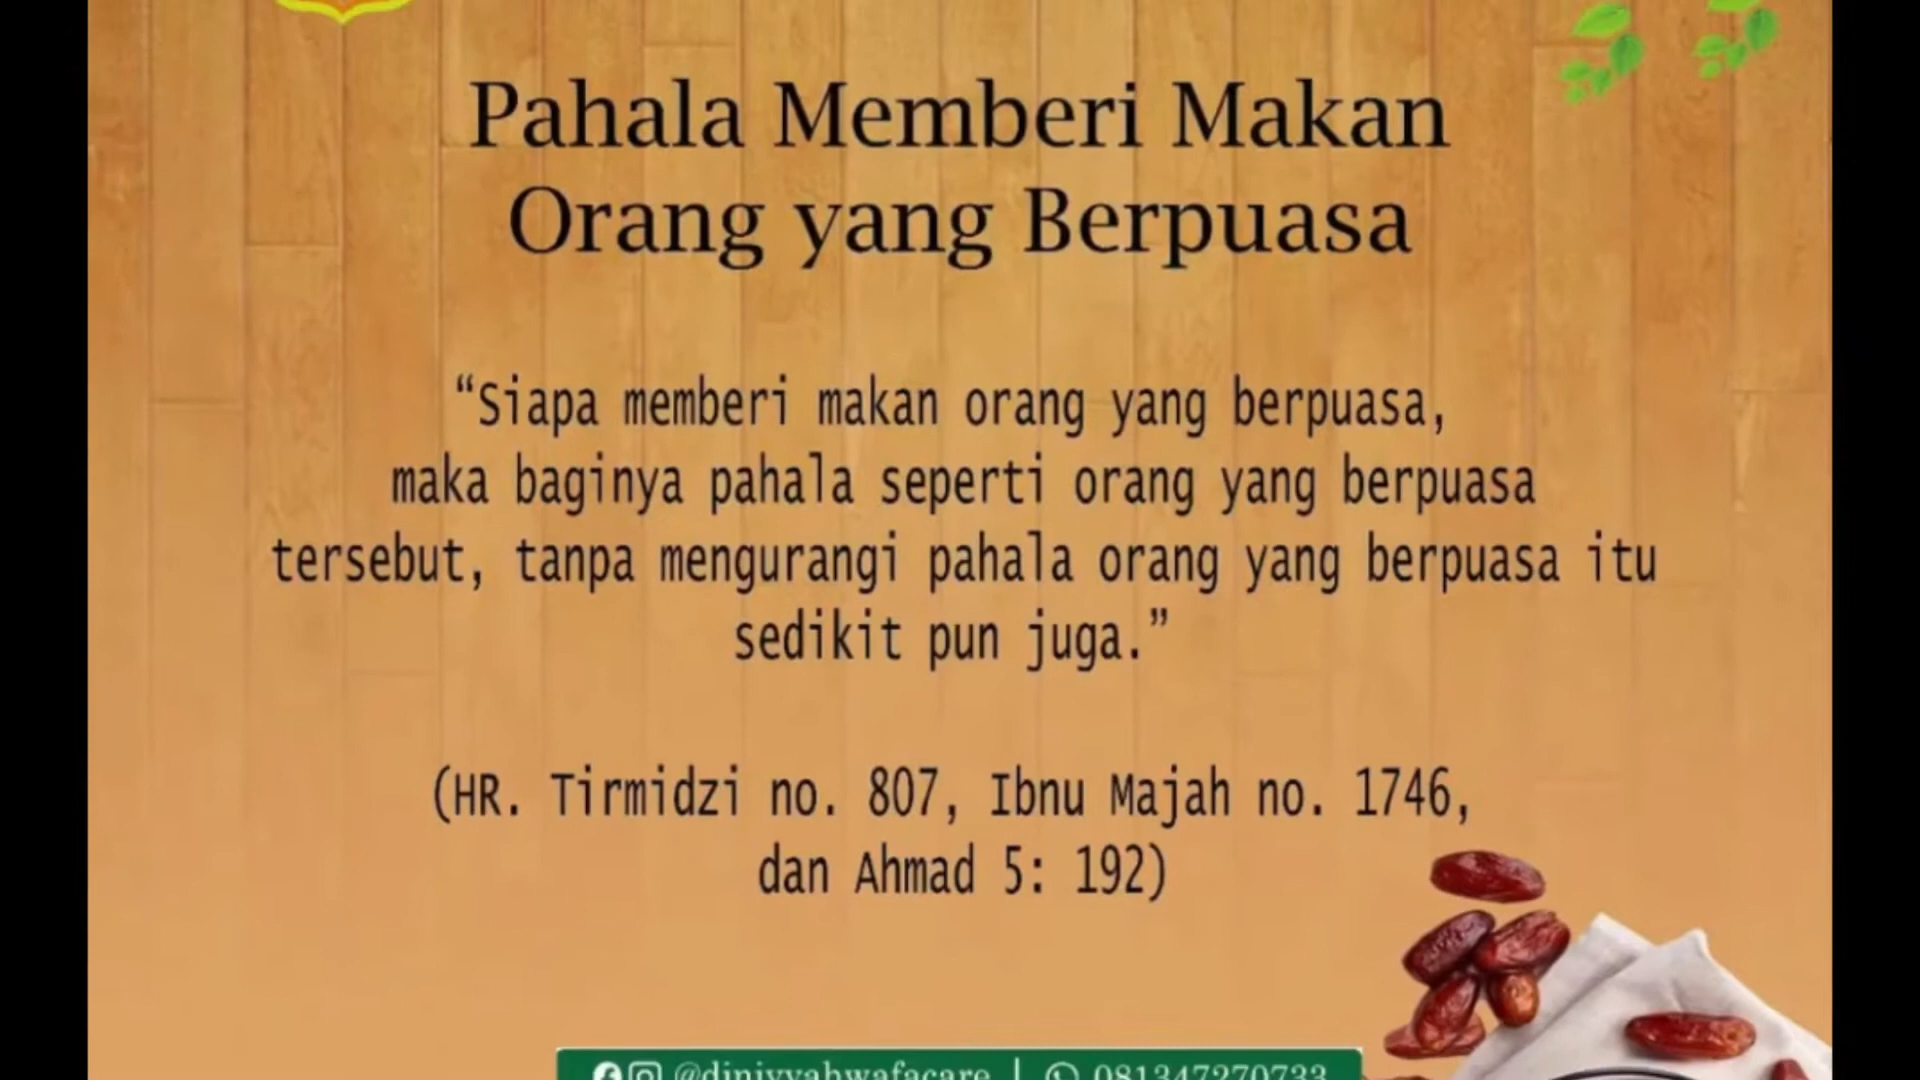 Pahala Memberi Makan
Orang yang Berpuasa
“Siapa memberi makan orang yang berpuasa,
maka baginya pahala seperti orang yang berpuasa
tersebut, tanpa mengurangi pahala orang yang berpuasa itu
sedikit pun juga.”
(HR. Tirmidzi no. 807, Ibnu Majah no. 1746,
dan Ahmad 5: 192)
@diniyyahwafacare | 081347270733